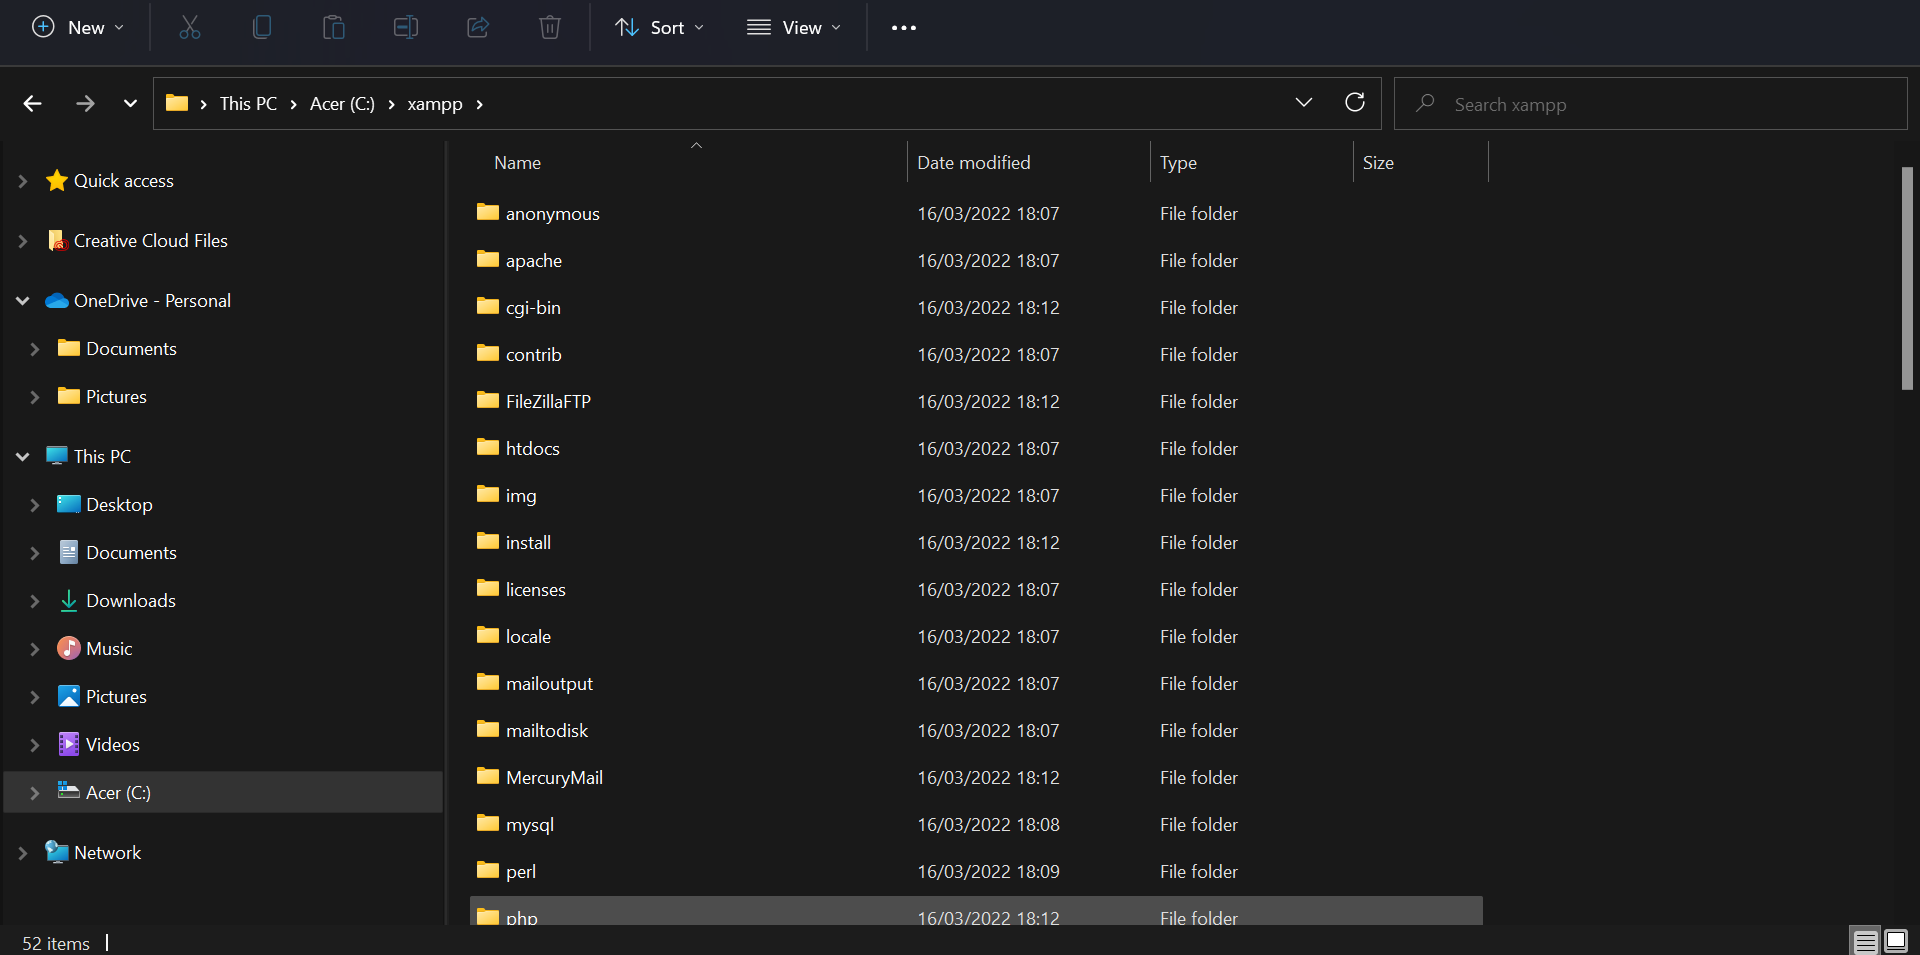 New Sort View
This PC Acer (C:) xampp Search xampp
Quick access
Creative Cloud Files
OneDrive - Personal
Documents
Pictures
This PC
Desktop
Documents
Downloads
Music
Pictures
Videos
Acer (C:)
Network
Name Date modified Type Size
anonymous 16/03/2022 18:07 File folder
apache 16/03/2022 18:07 File folder
cgi-bin 16/03/2022 18:12 File folder
contrib 16/03/2022 18:07 File folder
FileZillaFTP 16/03/2022 18:12 File folder
htdocs 16/03/2022 18:07 File folder
img 16/03/2022 18:07 File folder
install 16/03/2022 18:12 File folder
licenses 16/03/2022 18:07 File folder
locale 16/03/2022 18:07 File folder
mailoutput 16/03/2022 18:07 File folder
mailtodisk 16/03/2022 18:07 File folder
MercuryMail 16/03/2022 18:12 File folder
mysql 16/03/2022 18:08 File folder
perl 16/03/2022 18:09 File folder
php 16/03/2022 18:12 File folder
52 items